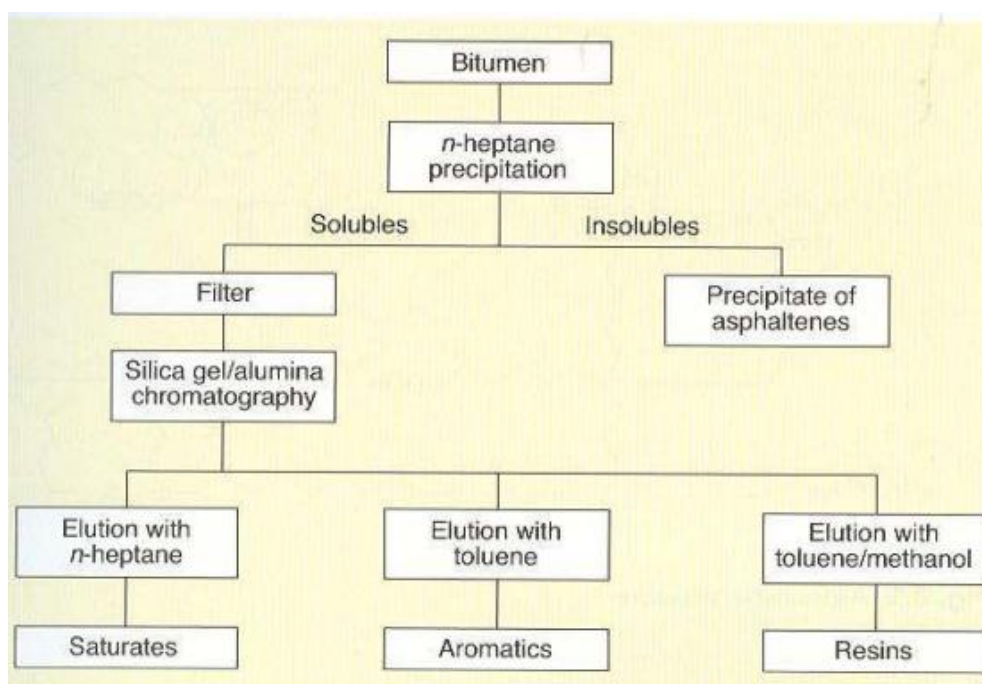 Bitumen
n-heptane
precipitation
Solubles
Insolubles
Filter
Precipitate of
asphaltenes
Silica gel/alumina
chromatography
Elution with
n-heptane
Elution with
toluene
Elution with
toluene/methanol
Saturates
Aromatics
Resins